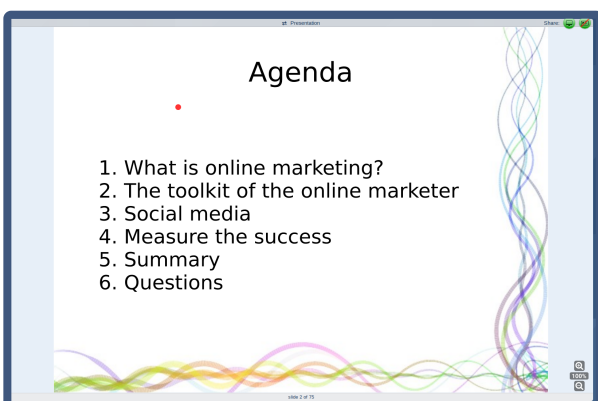 Presentation
Share:
Agenda
1. What is online marketing?
2. The toolkit of the online marketer
3. Social media
4. Measure the success
5. Summary
6. Questions
100%
slide 2 of 75